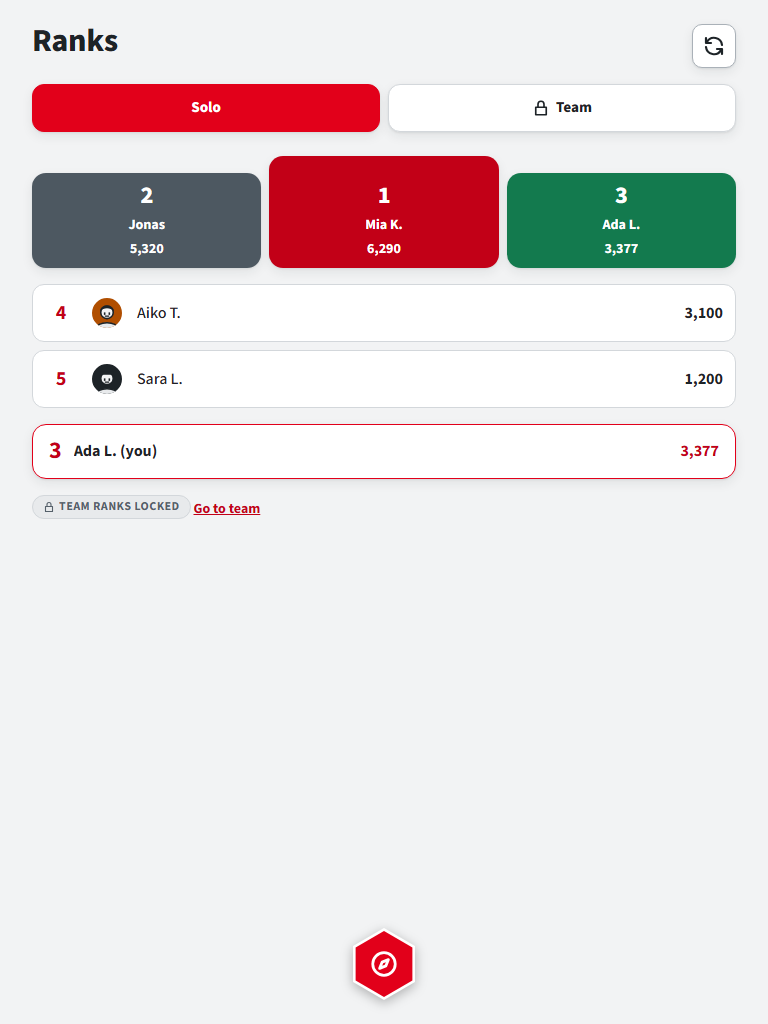 Ranks
Solo
Team
2
Jonas
5,320
1
Mia K.
6,290
3
Ada L.
3,377
4 Aiko T. 3,100
5 Sara L. 1,200
3 Ada L. (you) 3,377
TEAM RANKS LOCKED Go to team